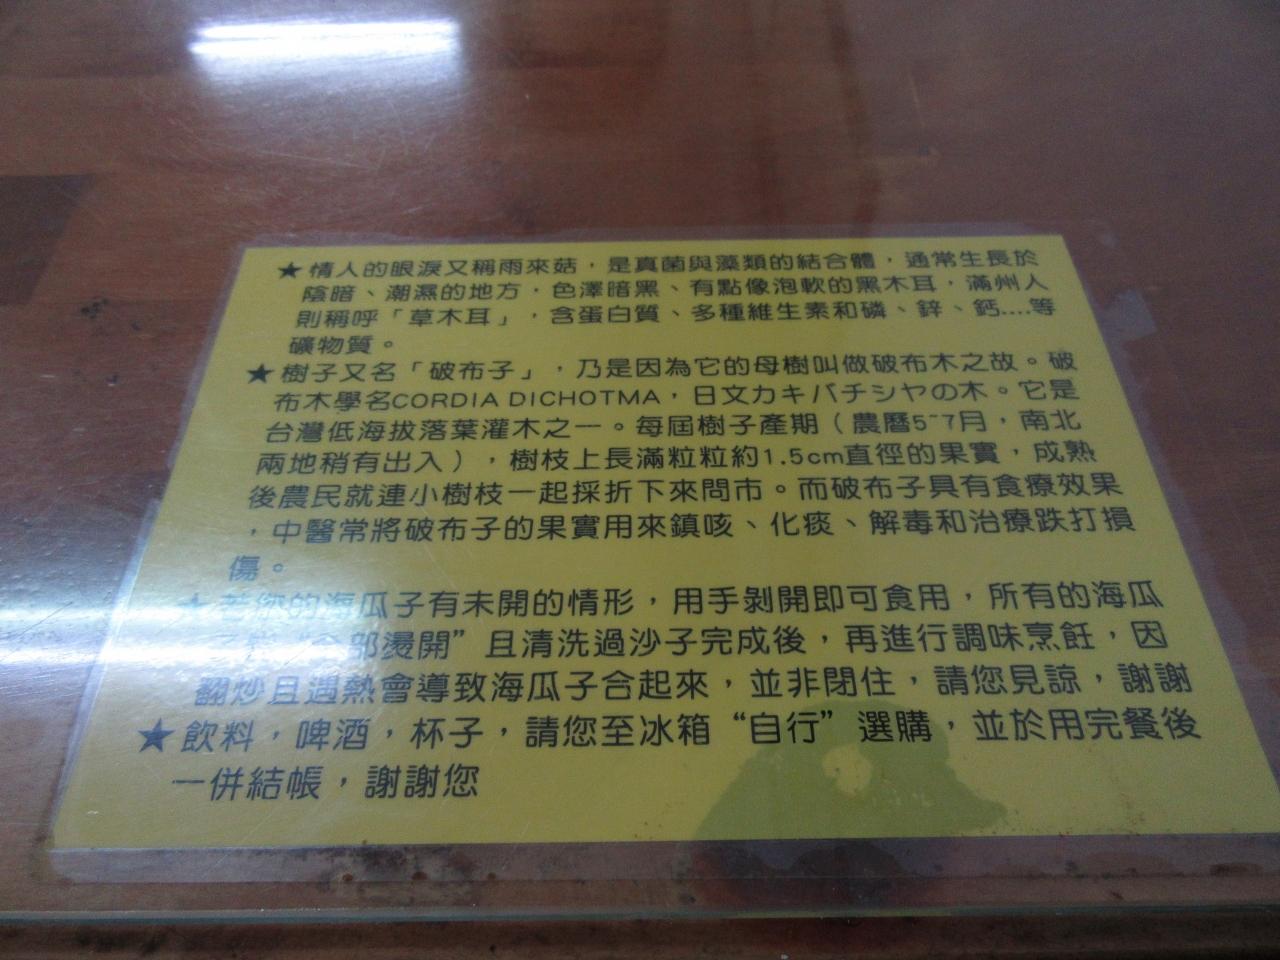 ★情人的眼淚又稱雨來菇，是真菌與藻類的結合體，通常生長於
陰暗、潮濕的地方，色澤暗黑、有點像泡軟的黑木耳，滿州人
則稱呼「草木耳」，含蛋白質、多種維生素和磷、鋅、鈣....等
礦物質。
★樹子又名「破布子」，乃是因為它的母樹叫做破布木之故。破
布木學名CORDIA DICHOTMA，日文カキバチシヤの木。它是
台灣低海拔落葉灌木之一。每屆樹子產期（農曆5~7月，南北
兩地稍有出入），樹枝上長滿粒粒約1.5cm直徑的果實，成熟
後農民就連小樹枝一起採折下來問市。而破布子具有食療效果
，中醫常將破布子的果實用來鎮咳、化痰、解毒和治療跌打損
傷。
★若您的海瓜子有未開的情形，用手剝開即可食用，所有的海瓜
“全部燙開”且清洗過沙子完成後，再進行調味烹飪，因
翻炒且遇熱會導致海瓜子合起來，並非閉住，請您見諒，謝謝
★飲料，啤酒，杯子，請您至冰箱“自行”選購，並於用完餐後
一併結帳，謝謝您